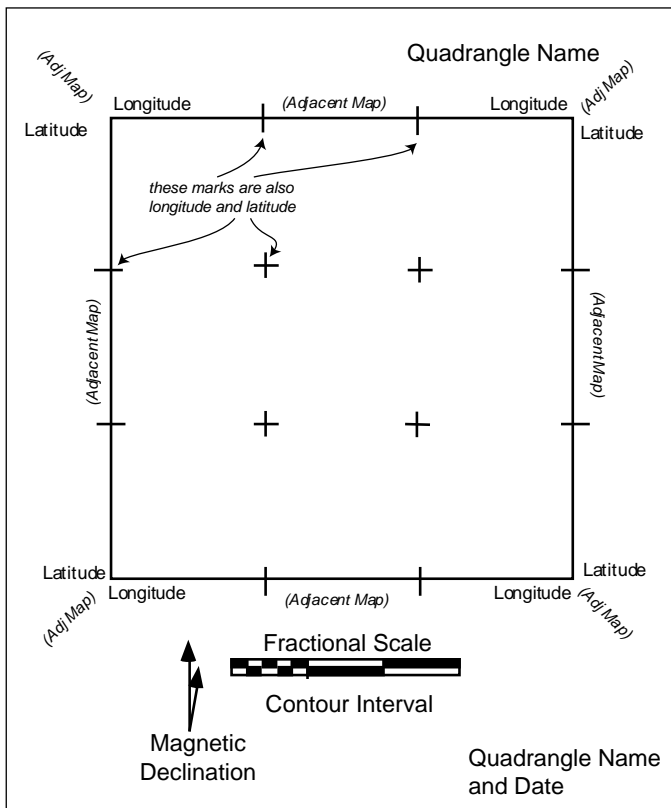 Quadrangle Name
(Adj Map)
Longitude
(Adjacent Map)
Longitude
(Adj Map)
Latitude
Latitude
these marks are also
longitude and latitude
(Adjacent Map)
(Adjacent Map)
Latitude
Latitude
(Adj Map)
Longitude
(Adjacent Map)
Longitude
(Adj Map)
Fractional Scale
Contour Interval
Magnetic
Declination
Quadrangle Name
and Date